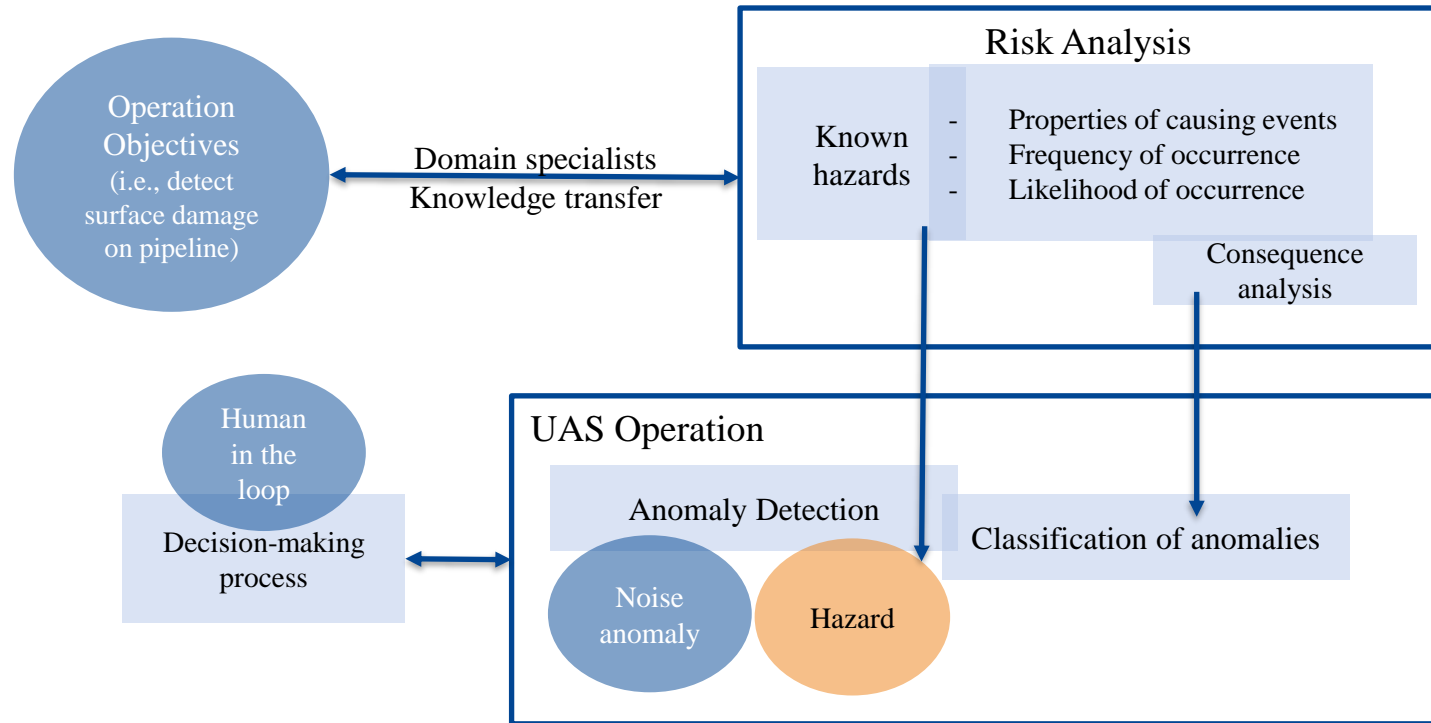 Operation
Objectives
(i.e., detect
surface damage
on pipeline)
Domain specialists
Knowledge transfer
Risk Analysis
Known
hazards
- Properties of causing events
- Frequency of occurrence
- Likelihood of occurrence
Consequence
analysis
Human
in the
loop
Decision-making
process
UAS Operation
Anomaly Detection
Noise
anomaly
Hazard
Classification of anomalies